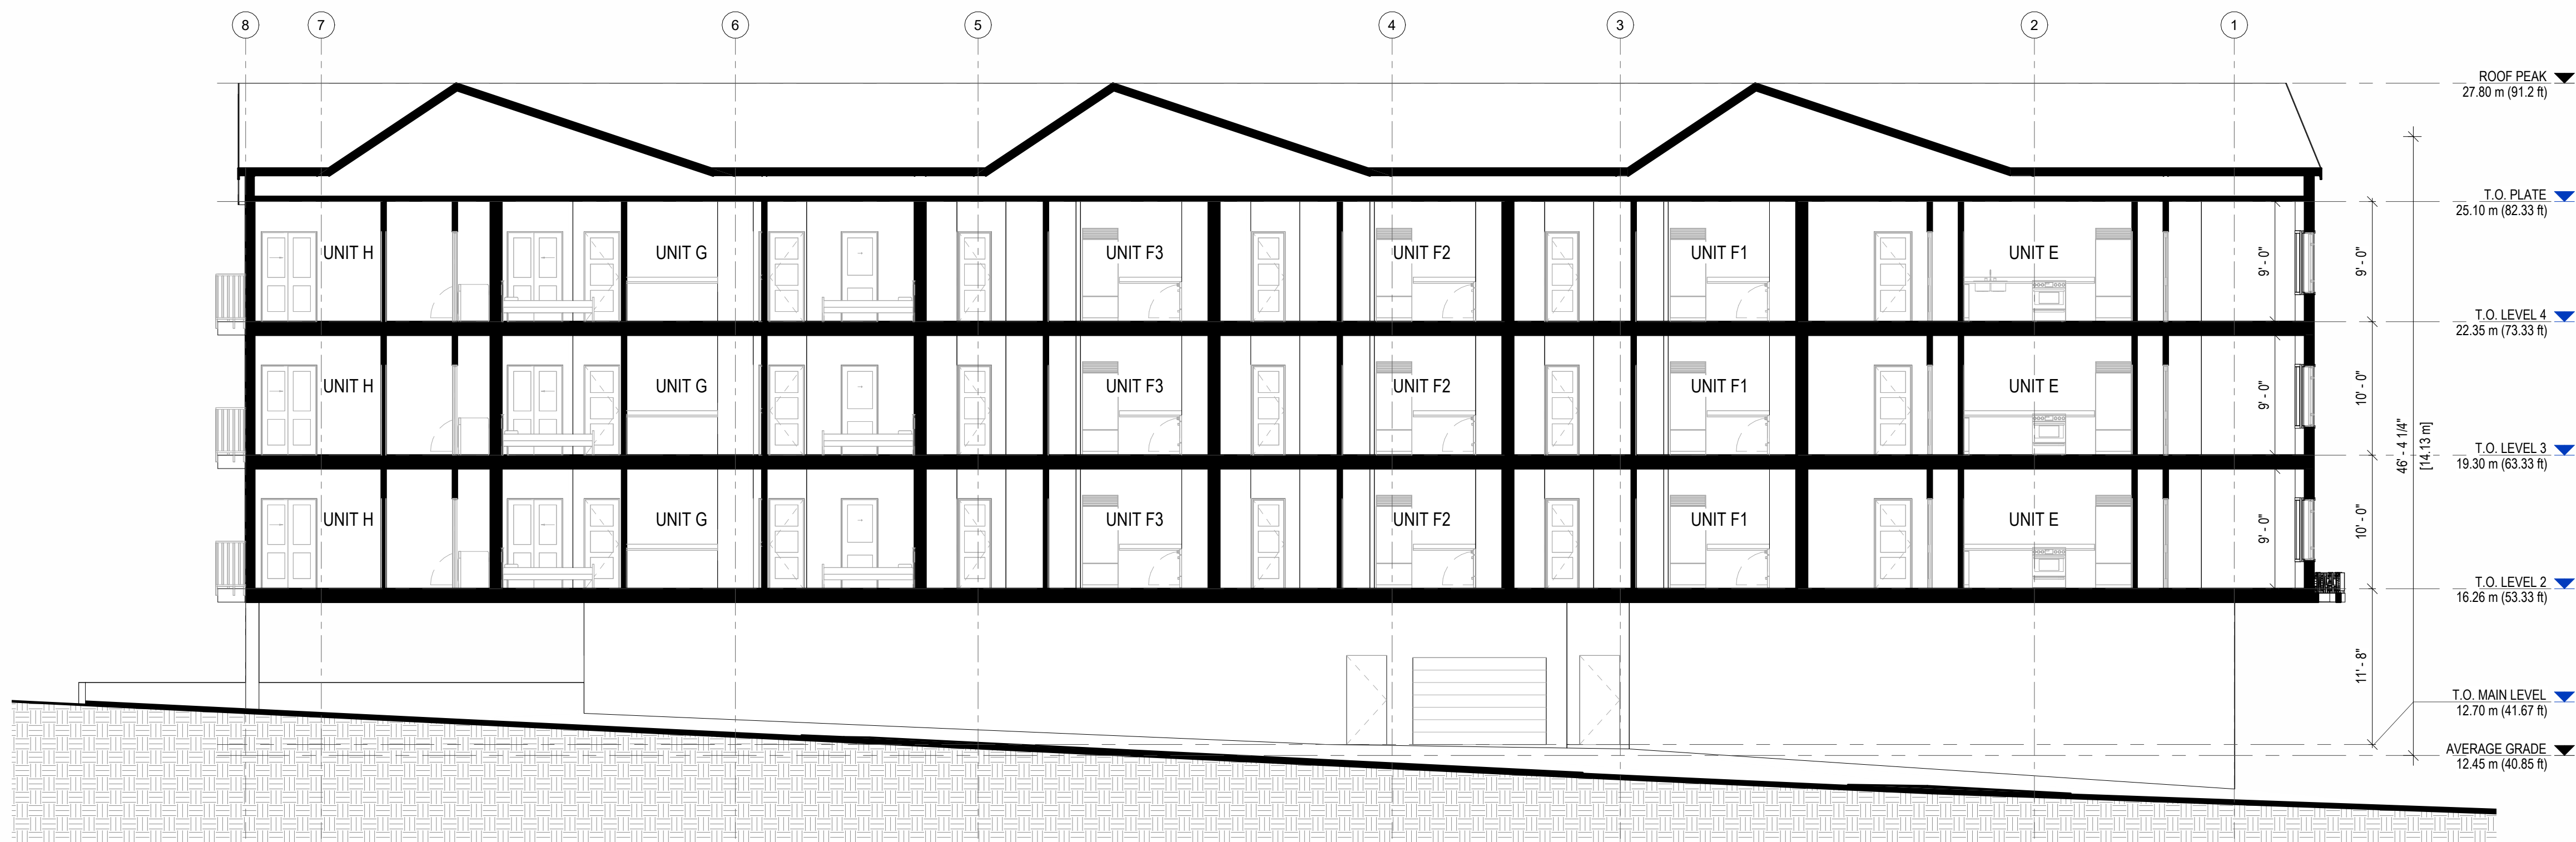 8 7 6 5 4 3 2 1
ROOF PEAK
27.80 m (91.2 ft)
T.O. PLATE
25.10 m (82.33 ft)
UNIT H UNIT G UNIT F3 UNIT F2 UNIT F1 UNIT E
9' - 0" 9' - 0"
T.O. LEVEL 4
22.35 m (73.33 ft)
UNIT H UNIT G UNIT F3 UNIT F2 UNIT F1 UNIT E
9' - 0" 10' - 0"
46' - 4 1/4"
[14.13 m]
T.O. LEVEL 3
19.30 m (63.33 ft)
UNIT H UNIT G UNIT F3 UNIT F2 UNIT F1 UNIT E
9' - 0" 10' - 0"
T.O. LEVEL 2
16.26 m (53.33 ft)
11' - 8"
T.O. MAIN LEVEL
12.70 m (41.67 ft)
AVERAGE GRADE
12.45 m (40.85 ft)